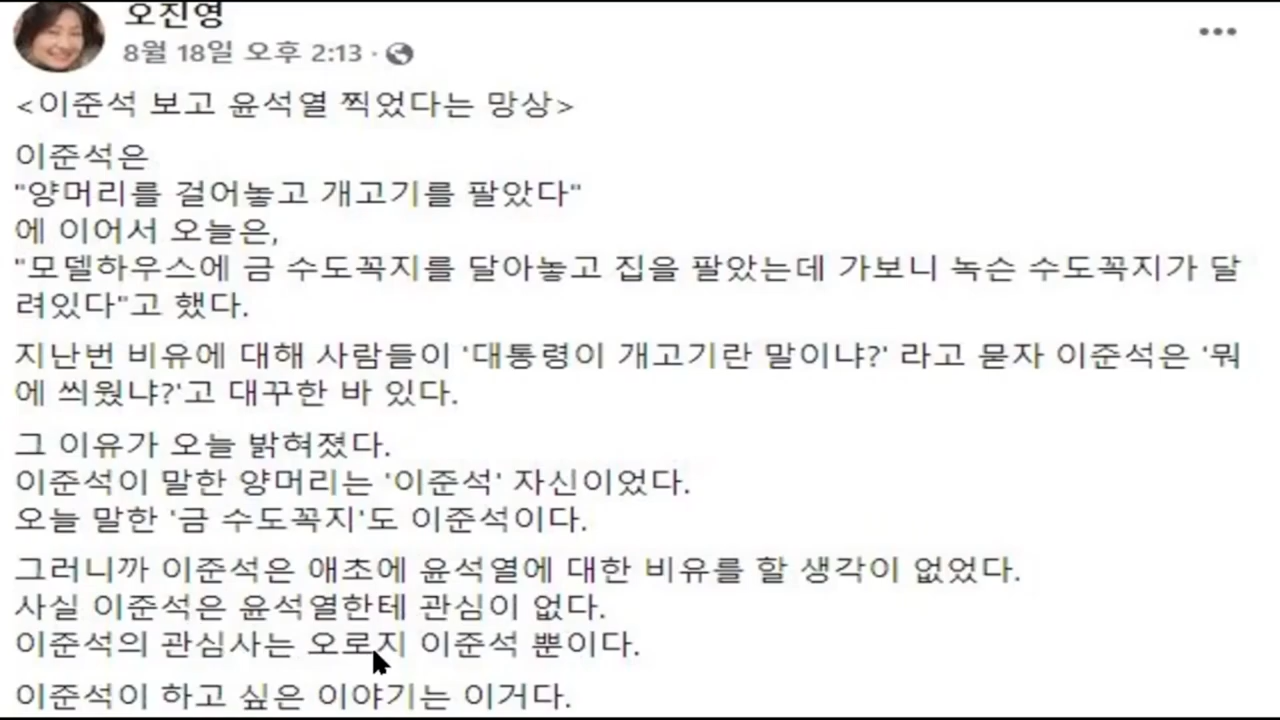 오진영
8월 18일 오후 2:13 ·
<이준석 보고 윤석열 찍었다는 망상>
이준석은
"양머리를 걸어놓고 개고기를 팔았다"
에 이어서 오늘은,
"모델하우스에 금 수도꼭지를 달아놓고 집을 팔았는데 가보니 녹슨 수도꼭지가 달
려있다"고 했다.
지난번 비유에 대해 사람들이 '대통령이 개고기란 말이냐?' 라고 묻자 이준석은 '뭐
에 씌웠냐?'고 대꾸한 바 있다.
그 이유가 오늘 밝혀졌다.
이준석이 말한 양머리는 '이준석' 자신이었다.
오늘 말한 '금 수도꼭지'도 이준석이다.
그러니까 이준석은 애초에 윤석열에 대한 비유를 할 생각이 없었다.
사실 이준석은 윤석열한테 관심이 없다.
이준석의 관심사는 오로지 이준석 뿐이다.
이준석이 하고 싶은 이야기는 이거다.